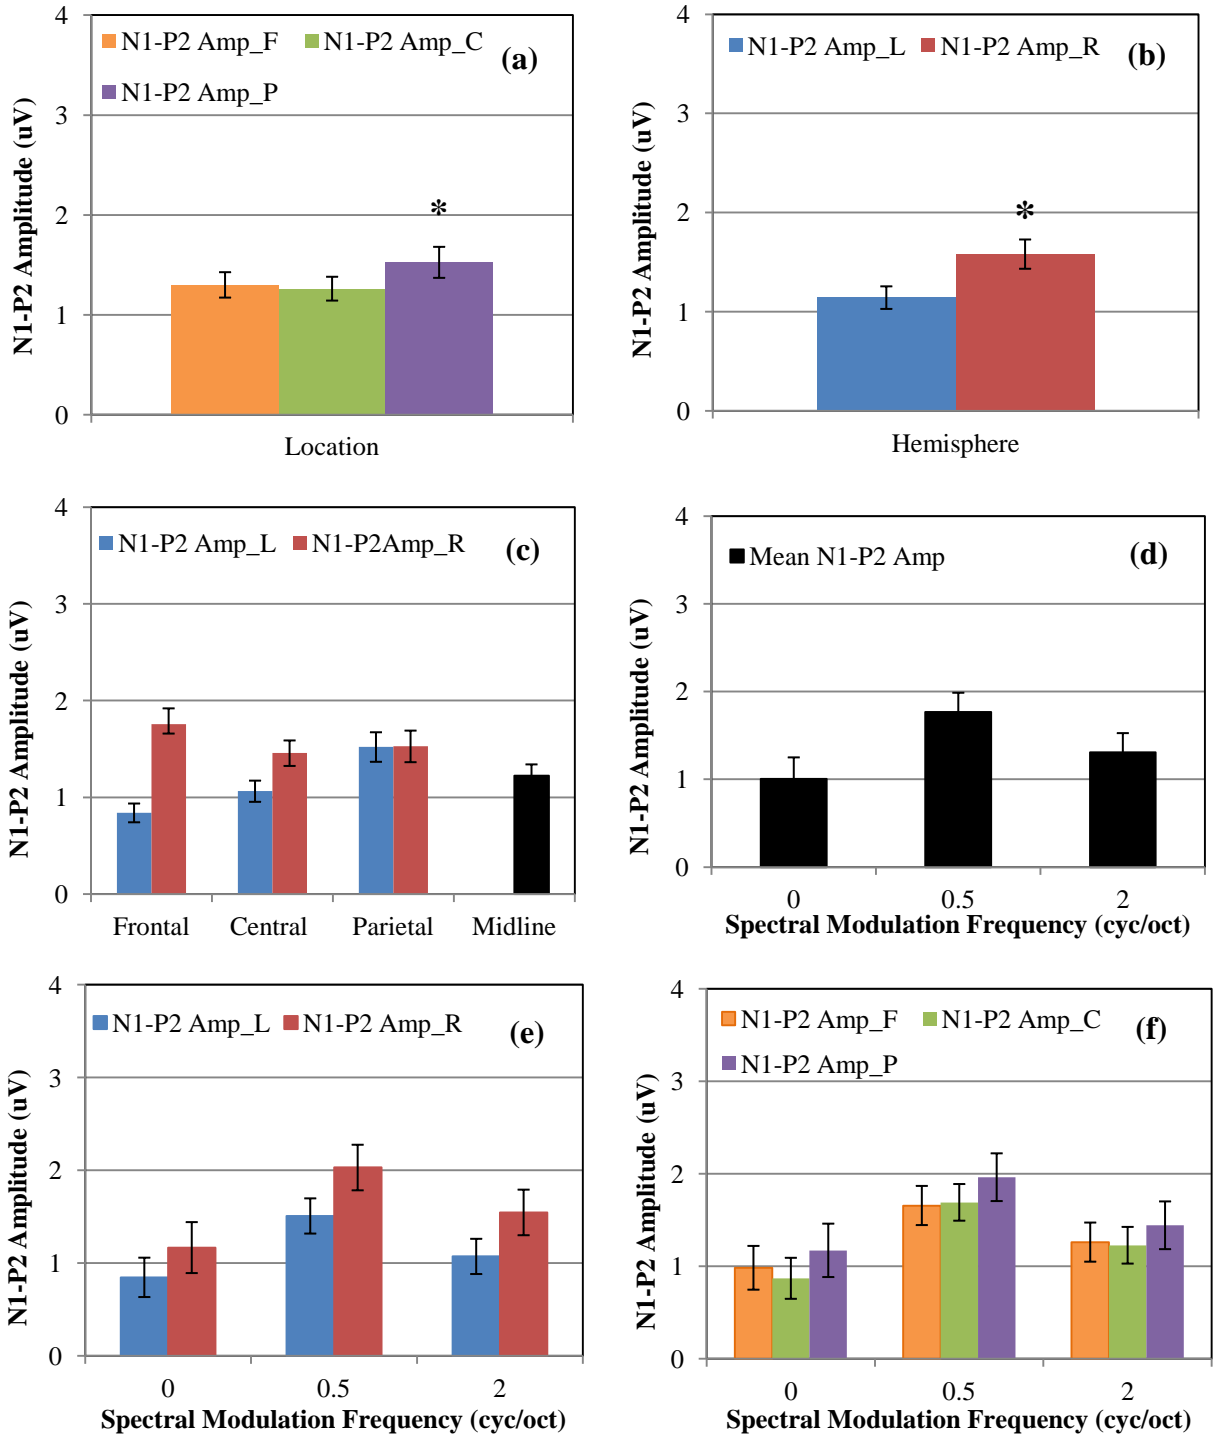 4
N1-P2 Amp_F N1-P2 Amp_C (a)
N1-P2 Amp_P
3
2
*
1
0
N1-P2 Amplitude (uV)
Location
4
N1-P2 Amp_L N1-P2 Amp_R (b)
3
2
*
1
0
N1-P2 Amplitude (uV)
Hemisphere
4
N1-P2 Amp_L N1-P2Amp_R (c)
3
2
1
0
N1-P2 Amplitude (uV)
Frontal Central Parietal Midline
4
Mean N1-P2 Amp (d)
3
2
1
0
N1-P2 Amplitude (uV)
0 0.5 2
Spectral Modulation Frequency (cyc/oct)
4
N1-P2 Amp_L N1-P2 Amp_R (e)
3
2
1
0
N1-P2 Amplitude (uV)
0 0.5 2
Spectral Modulation Frequency (cyc/oct)
4
N1-P2 Amp_F N1-P2 Amp_C (f)
N1-P2 Amp_P
3
2
1
0
N1-P2 Amplitude (uV)
0 0.5 2
Spectral Modulation Frequency (cyc/oct)